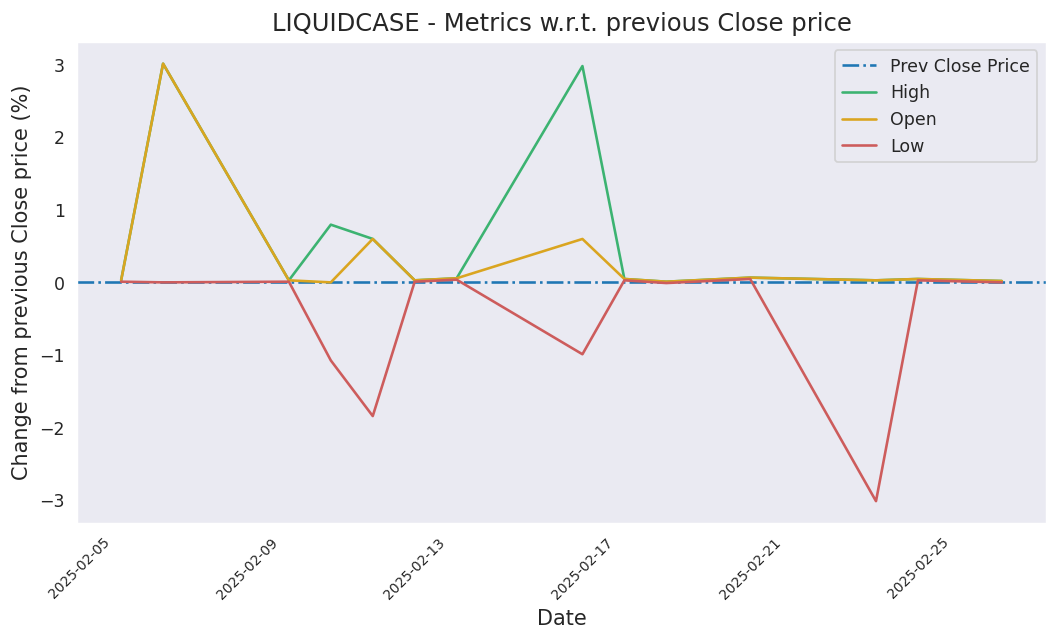 LIQUIDCASE - Metrics w.r.t. previous Close price
Change from previous Close price (%)
3
2
1
0
−1
−2
−3
Prev Close Price
High
Open
Low
2025-02-05
2025-02-09
2025-02-13
2025-02-17
2025-02-21
2025-02-25
Date